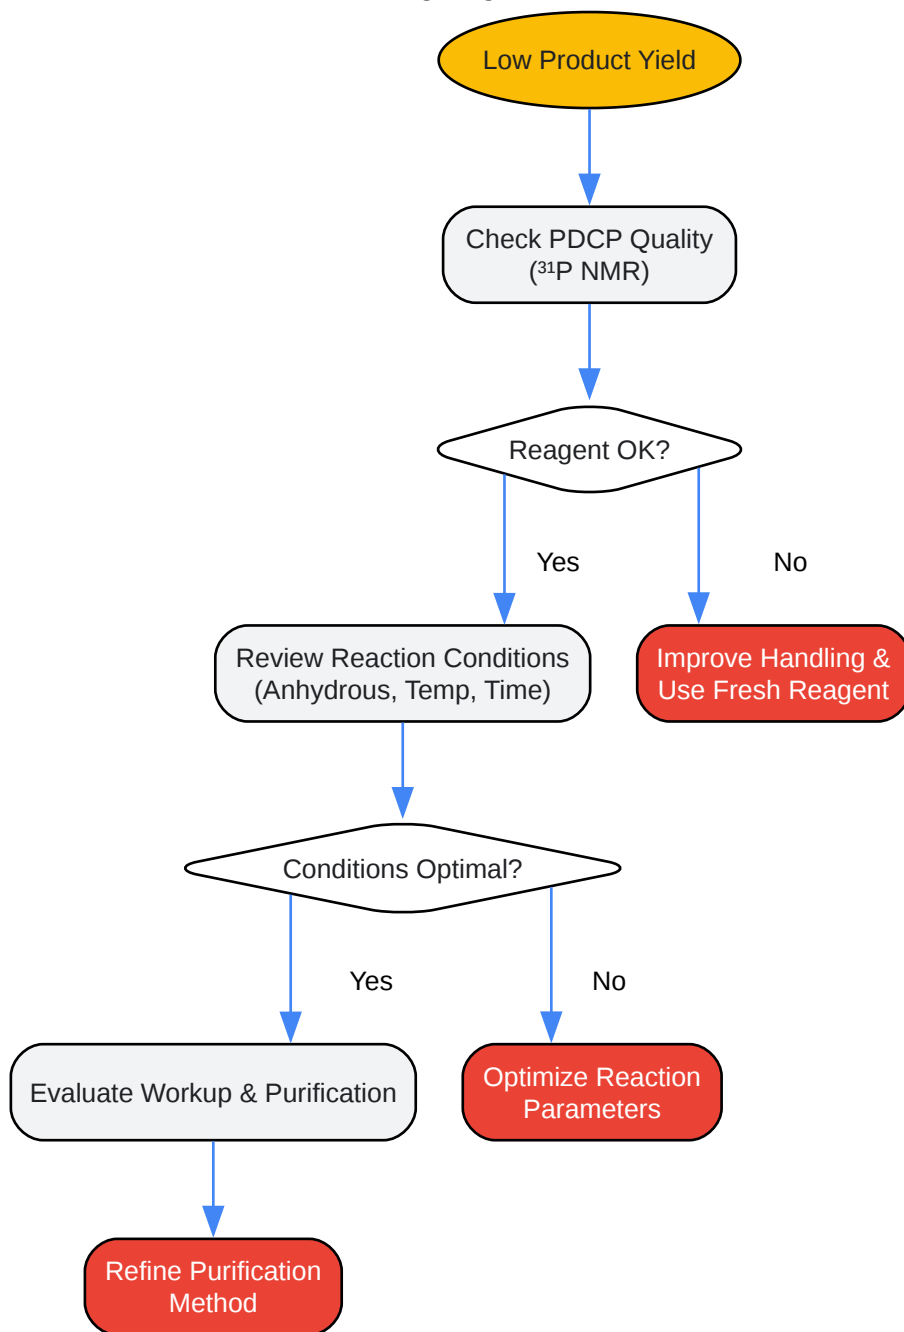 Low Product Yield
Check PDCP Quality
(³¹P NMR)
Reagent OK?
Yes
No
Review Reaction Conditions
(Anhydrous, Temp, Time)
Improve Handling &
Use Fresh Reagent
Conditions Optimal?
Yes
No
Evaluate Workup & Purification
Optimize Reaction
Parameters
Refine Purification
Method